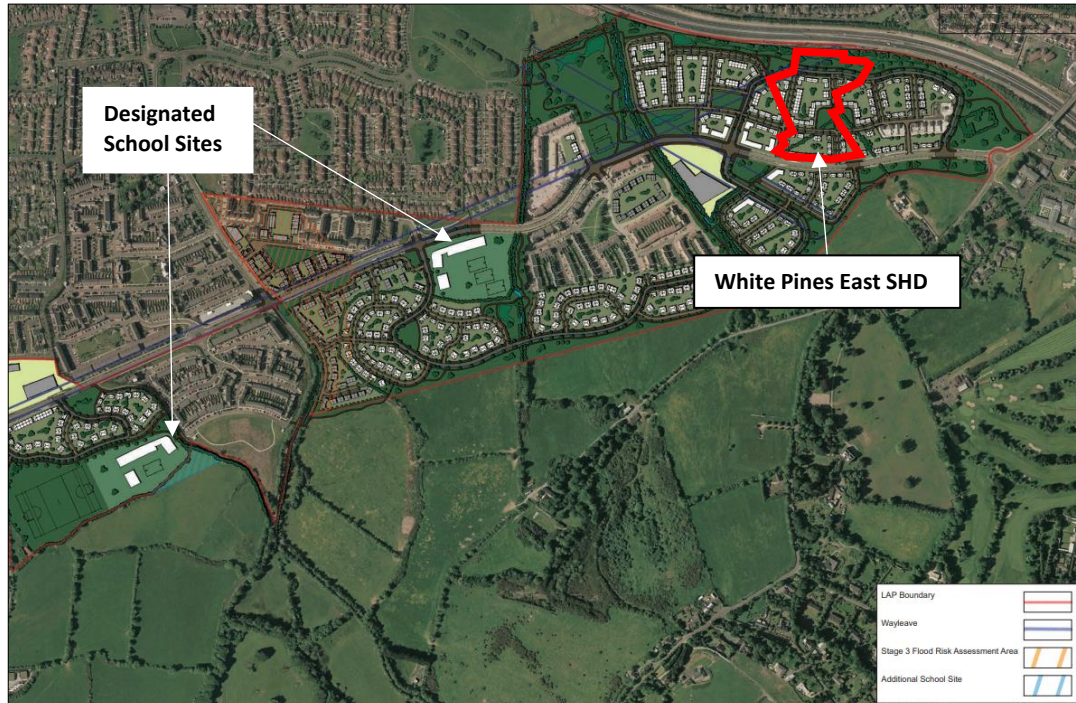 Designated
School Sites
White Pines East SHD
LAP Boundary
Wayleave
Stage 3 Flood Risk Assessment Area
Additional School Site